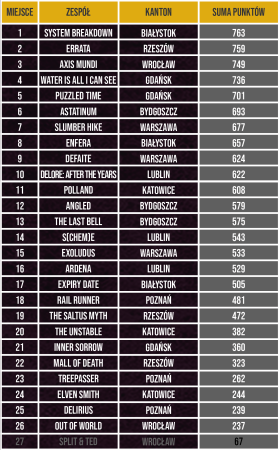 MIEJSCE ZESPÓŁ KANTON SUMA PUNKTÓW
1 SYSTEM BREAKDOWN BIAŁYSTOK 763
2 ERRATA RZESZÓW 759
3 AXIS MUNDI WROCŁAW 749
4 WATER IS ALL I CAN SEE GDAŃSK 736
5 PUZZLED TIME GDAŃSK 701
6 ASTATINUM BYDGOSZCZ 693
7 SLUMBER HIKE WARSZAWA 677
8 ENFERA BIAŁYSTOK 657
9 DEFAITE WARSZAWA 624
10 DELORE: AFTER THE YEARS LUBLIN 622
11 POLLAND KATOWICE 608
12 ANGLED BYDGOSZCZ 579
13 THE LAST BELL BYDGOSZCZ 575
14 S(CHEM)E LUBLIN 543
15 EXOLUDUS WARSZAWA 533
16 ARDENA LUBLIN 529
17 EXPIRY DATE BIAŁYSTOK 505
18 RAIL RUNNER POZNAŃ 481
19 THE SALTUS MYTH RZESZÓW 472
20 THE UNSTABLE KATOWICE 382
21 INNER SORROW GDAŃSK 360
22 MALL OF DEATH RZESZÓW 323
23 TREEPASSER POZNAŃ 262
24 ELVEN SMITH KATOWICE 244
25 DELIRIUS POZNAŃ 239
26 OUT OF WORLD WROCŁAW 237
27 SPLIT & TED WROCŁAW 67